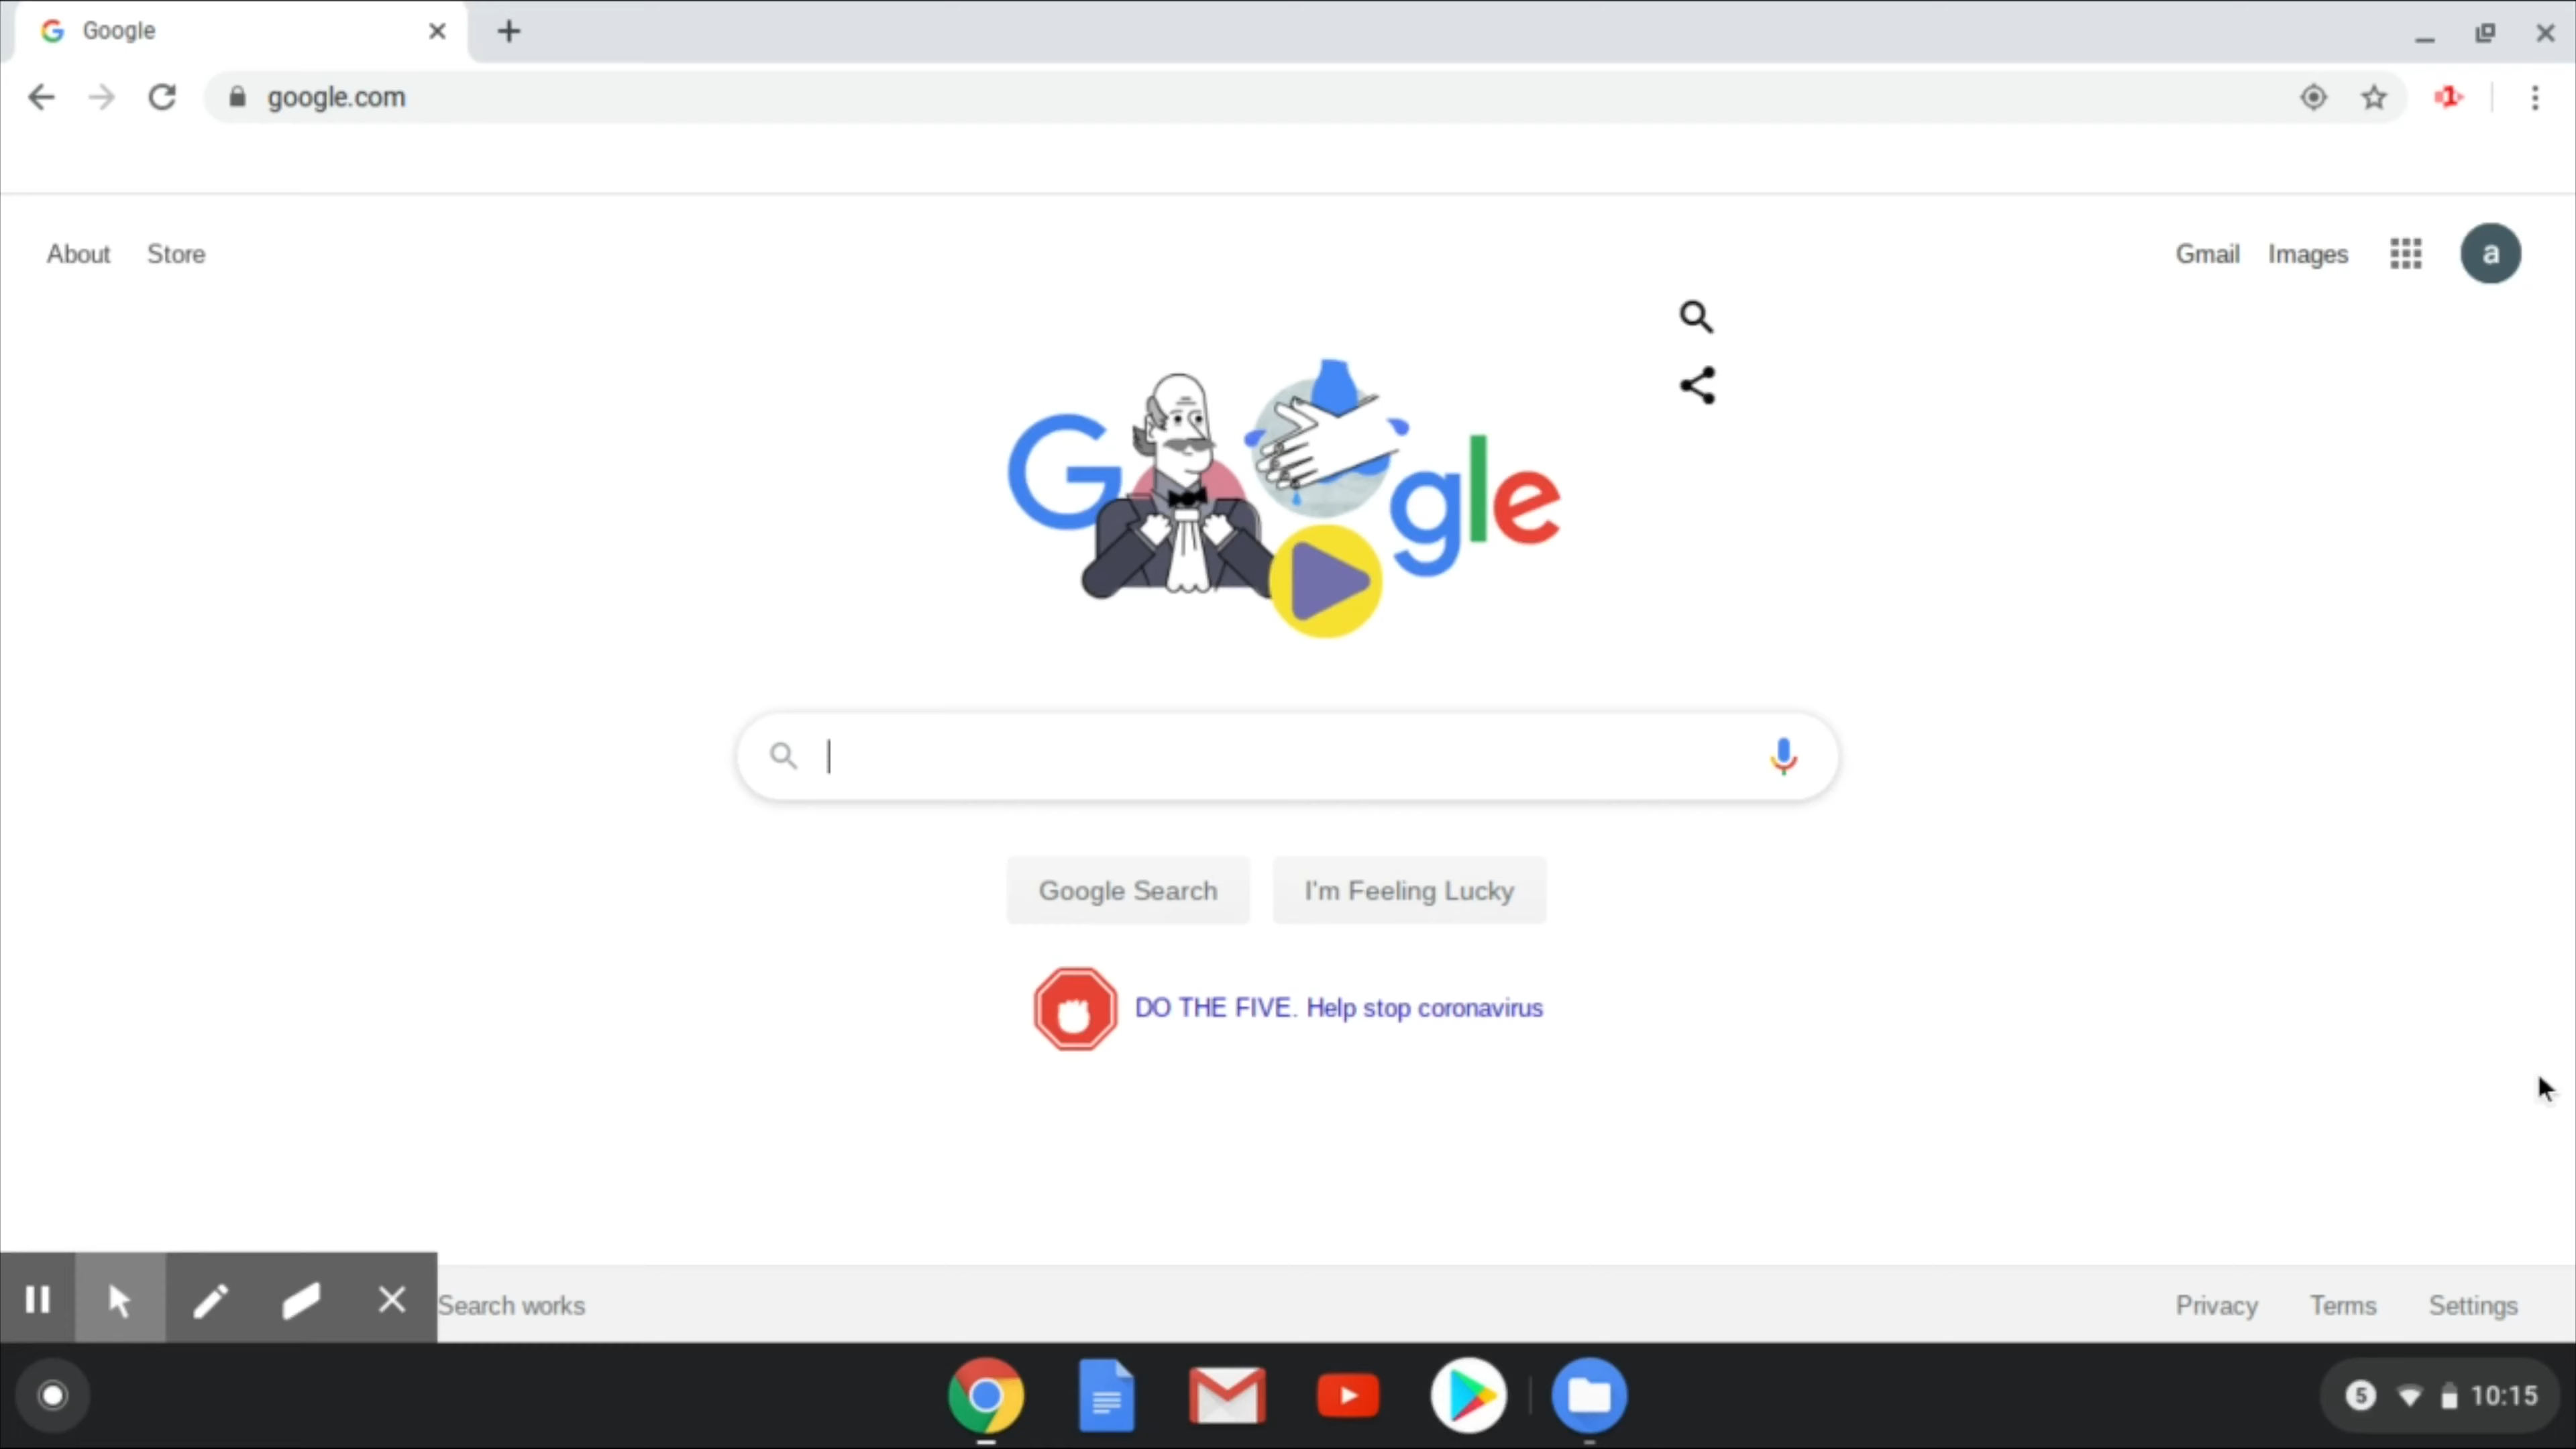 Google
google.com
About Store
Gmail Images a
G gle
Google Search I'm Feeling Lucky
DO THE FIVE. Help stop coronavirus
Search works
Privacy Terms Settings
5 10:15